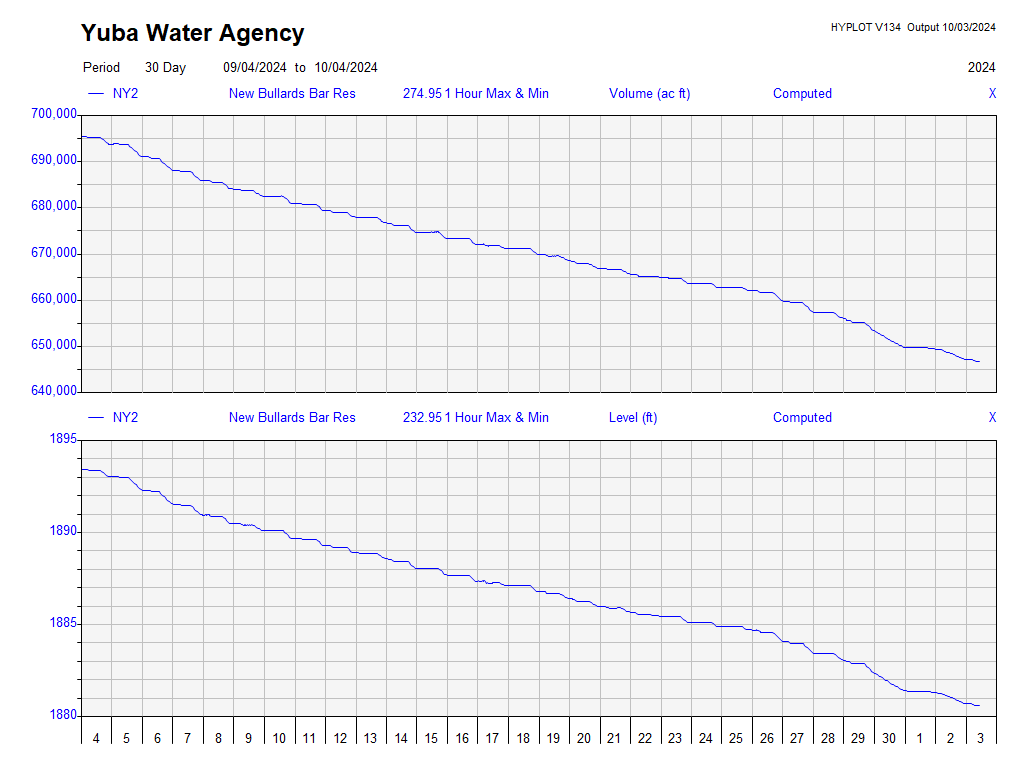 Yuba Water Agency
HYPLOT V134 Output 10/03/2024
Period 30 Day 09/04/2024 to 10/04/2024 2024
NY2 New Bullards Bar Res 274.95 1 Hour Max & Min Volume (ac ft) Computed X
700,000
690,000
680,000
670,000
660,000
650,000
640,000
NY2 New Bullards Bar Res 232.95 1 Hour Max & Min Level (ft) Computed X
1895
1890
1885
1880
4 5 6 7 8 9 10 11 12 13 14 15 16 17 18 19 20 21 22 23 24 25 26 27 28 29 30 1 2 3